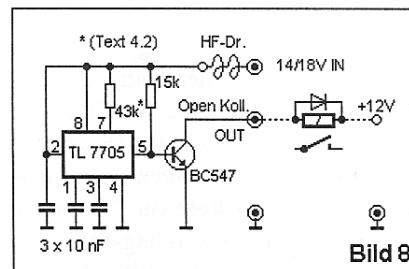 * (Text 4.2)
HF-Dr.
14/18V IN
15k
43k*
8
7
Open Koll.
+12V
2
TL 7705
5
OUT
BC547
1
3
4
3 x 10 nF
Bild 8